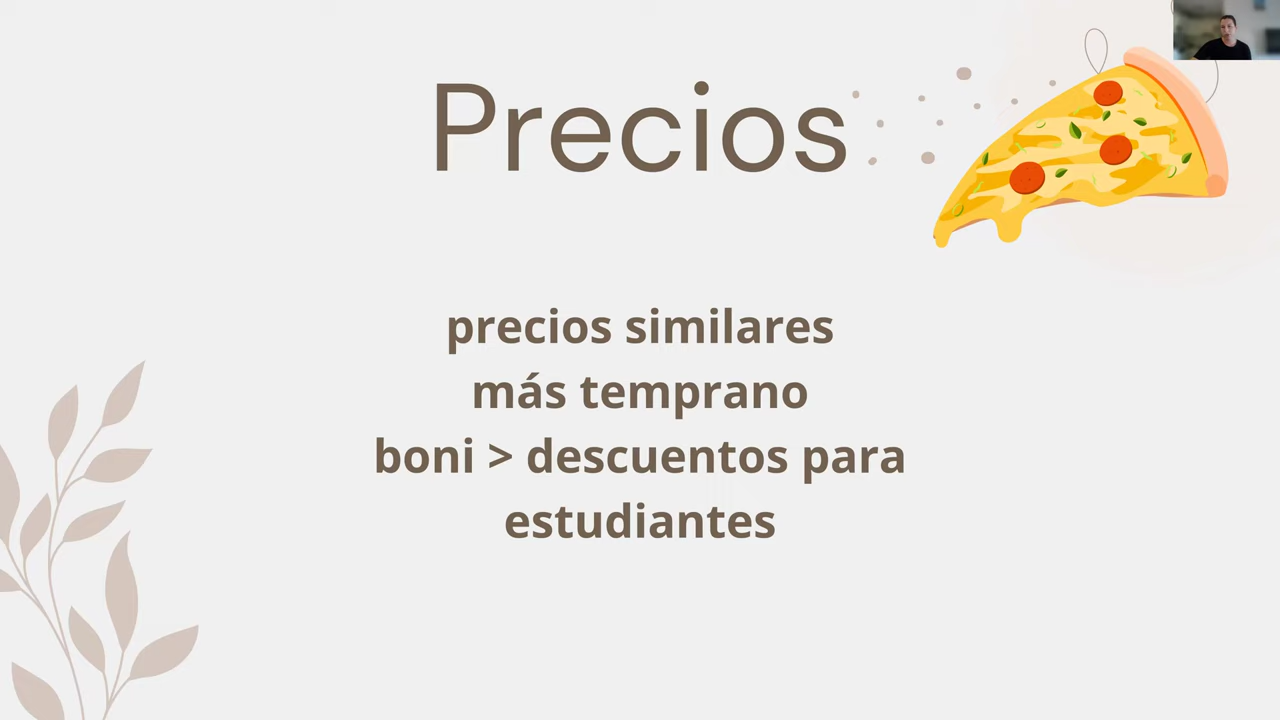 Precios
precios similares
más temprano
boni > descuentos para
estudiantes